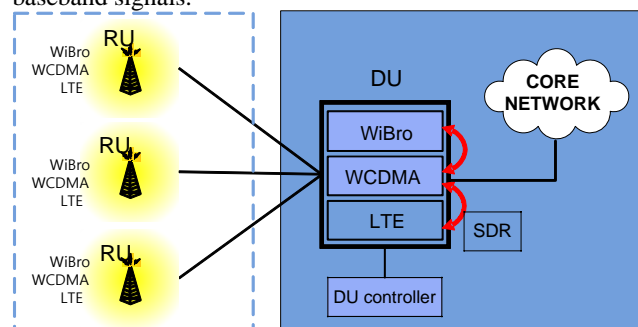 baseband signals.
RU
WiBro
WCDMA
LTE
RU
WiBro
WCDMA
LTE
RU
WiBro
WCDMA
LTE
DU
WiBro
WCDMA
LTE
SDR
DU controller
CORE
NETWORK